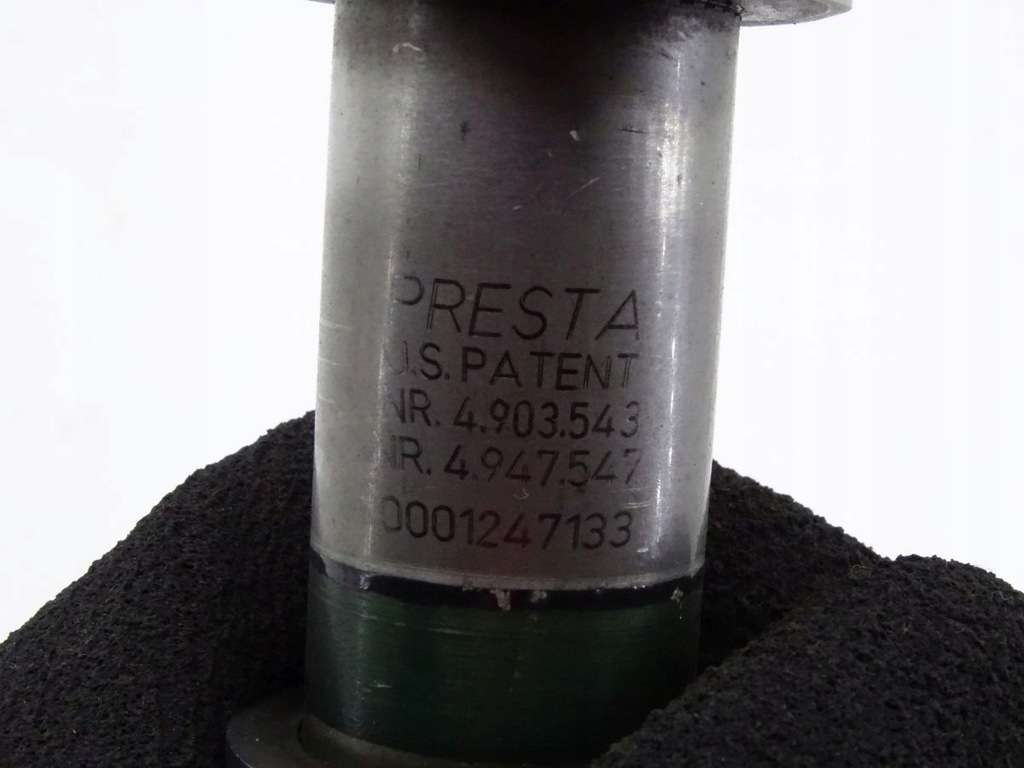 PRESTA
U.S. PATENT
NR. 4.903.543
NR. 4.947.547
0001247133